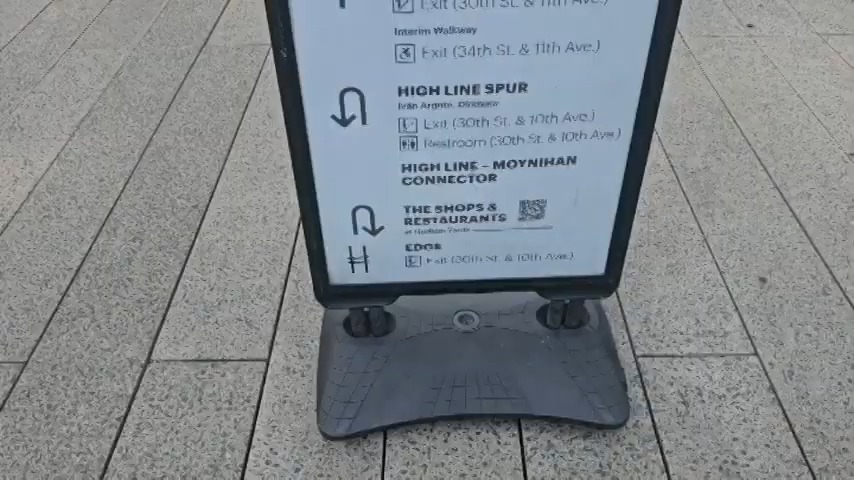 Exit (30th St. & 11th Ave.)
Interim Walkway
Exit (34th St. & 11th Ave.)
HIGH LINE SPUR
Iván Argote, Dinosaur
Exit (30th St. & 10th Ave.)
Restroom (30th St. & 10th Ave.)
HIGH LINE – MOYNIHAN
CONNECTOR
THE SHOPS &
RESTAURANTS
at Hudson Yards
EDGE
Exit (30th St. & 10th Ave.)